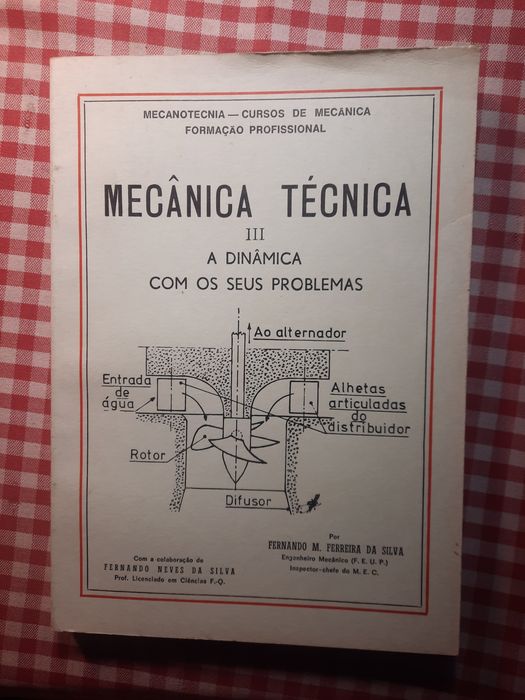 MECANOTECNIA — CURSOS DE MECÂNICA
FORMAÇÃO PROFISSIONAL
MECÂNICA TÉCNICA
III
A DINÂMICA
COM OS SEUS PROBLEMAS
Ao alternador
Entrada
de
água
Alhetas
articuladas
do
distribuidor
Rotor
Difusor
Por
FERNANDO M. FERREIRA DA SILVA
Engenheiro Mecânico (F. E. U. P.)
Inspector-chefe do M. E. C.
Com a colaboração de
FERNANDO NEVES DA SILVA
Prof. Licenciado em Ciências F.-Q.